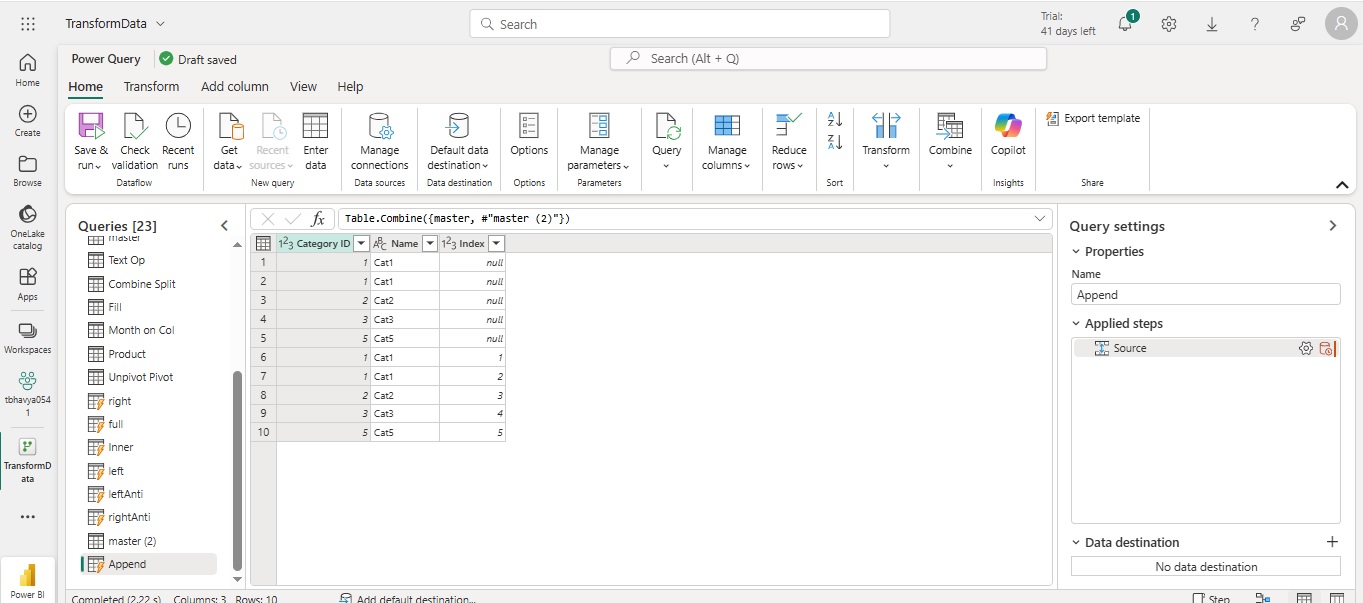 TransformData
Search
Trial:
41 days left
1
A
Power Query
Draft saved
Search (Alt + Q)
Home
Transform
Add column
View
Help
Save & run
Check validation
Recent runs
Dataflow
Get data
Recent sources
Enter data
New query
Manage connections
Data sources
Default data destination
Data destination
Options
Options
Manage parameters
Parameters
Query
Manage columns
Reduce rows
Sort
Transform
Combine
Copilot
Insights
Export template
Share
Home
Create
Browse
OneLake catalog
Apps
Workspaces
tbhavya054
1
TransformD
ata
Power BI
Queries [23]
master
Text Op
Combine Split
Fill
Month on Col
Product
Unpivot Pivot
right
full
Inner
left
leftAnti
rightAnti
master (2)
Append
fx Table.Combine({master, #"master (2)"})
123 Category ID ABC Name 123 Index
1 1 Cat1 null
2 1 Cat1 null
3 2 Cat2 null
4 3 Cat3 null
5 5 Cat5 null
6 1 Cat1 1
7 1 Cat1 2
8 2 Cat2 3
9 3 Cat3 4
10 5 Cat5 5
Query settings
Properties
Name
Append
Applied steps
Source
Data destination
No data destination
Completed (2.22 s) Columns: 3 Rows: 10
Add default destination...
Step